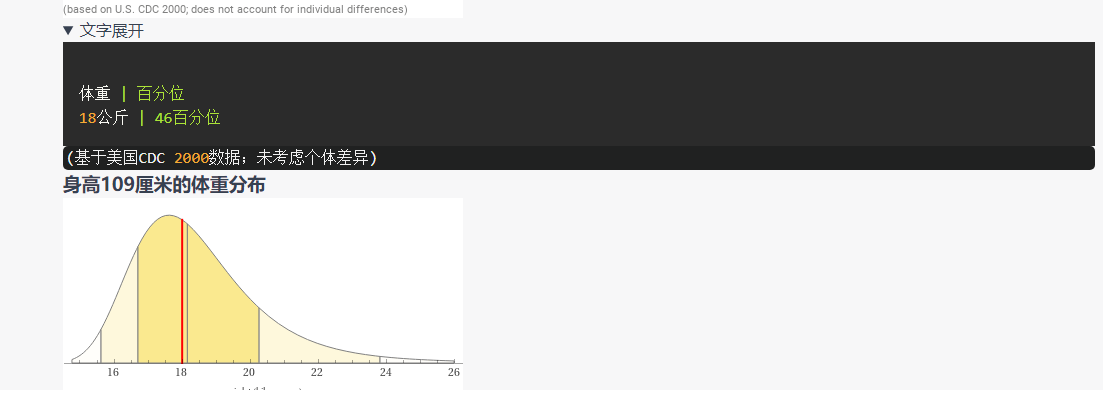 (based on U.S. CDC 2000; does not account for individual differences)
▼ 文字展开
体重 | 百分位
18公斤 | 46百分位
(基于美国CDC 2000数据；未考虑个体差异)
身高109厘米的体重分布
16 18 20 22 24 26